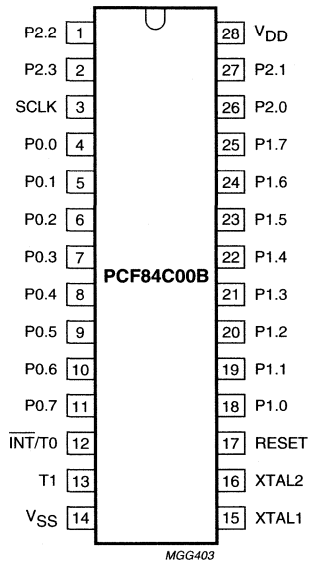 P2.2 1 28 VDD
P2.3 2 27 P2.1
SCLK 3 26 P2.0
P0.0 4 25 P1.7
P0.1 5 24 P1.6
P0.2 6 23 P1.5
P0.3 7 22 P1.4
PCF84C00B
P0.4 8 21 P1.3
P0.5 9 20 P1.2
P0.6 10 19 P1.1
P0.7 11 18 P1.0
INT/T0 12 17 RESET
T1 13 16 XTAL2
VSS 14 15 XTAL1
MGG403